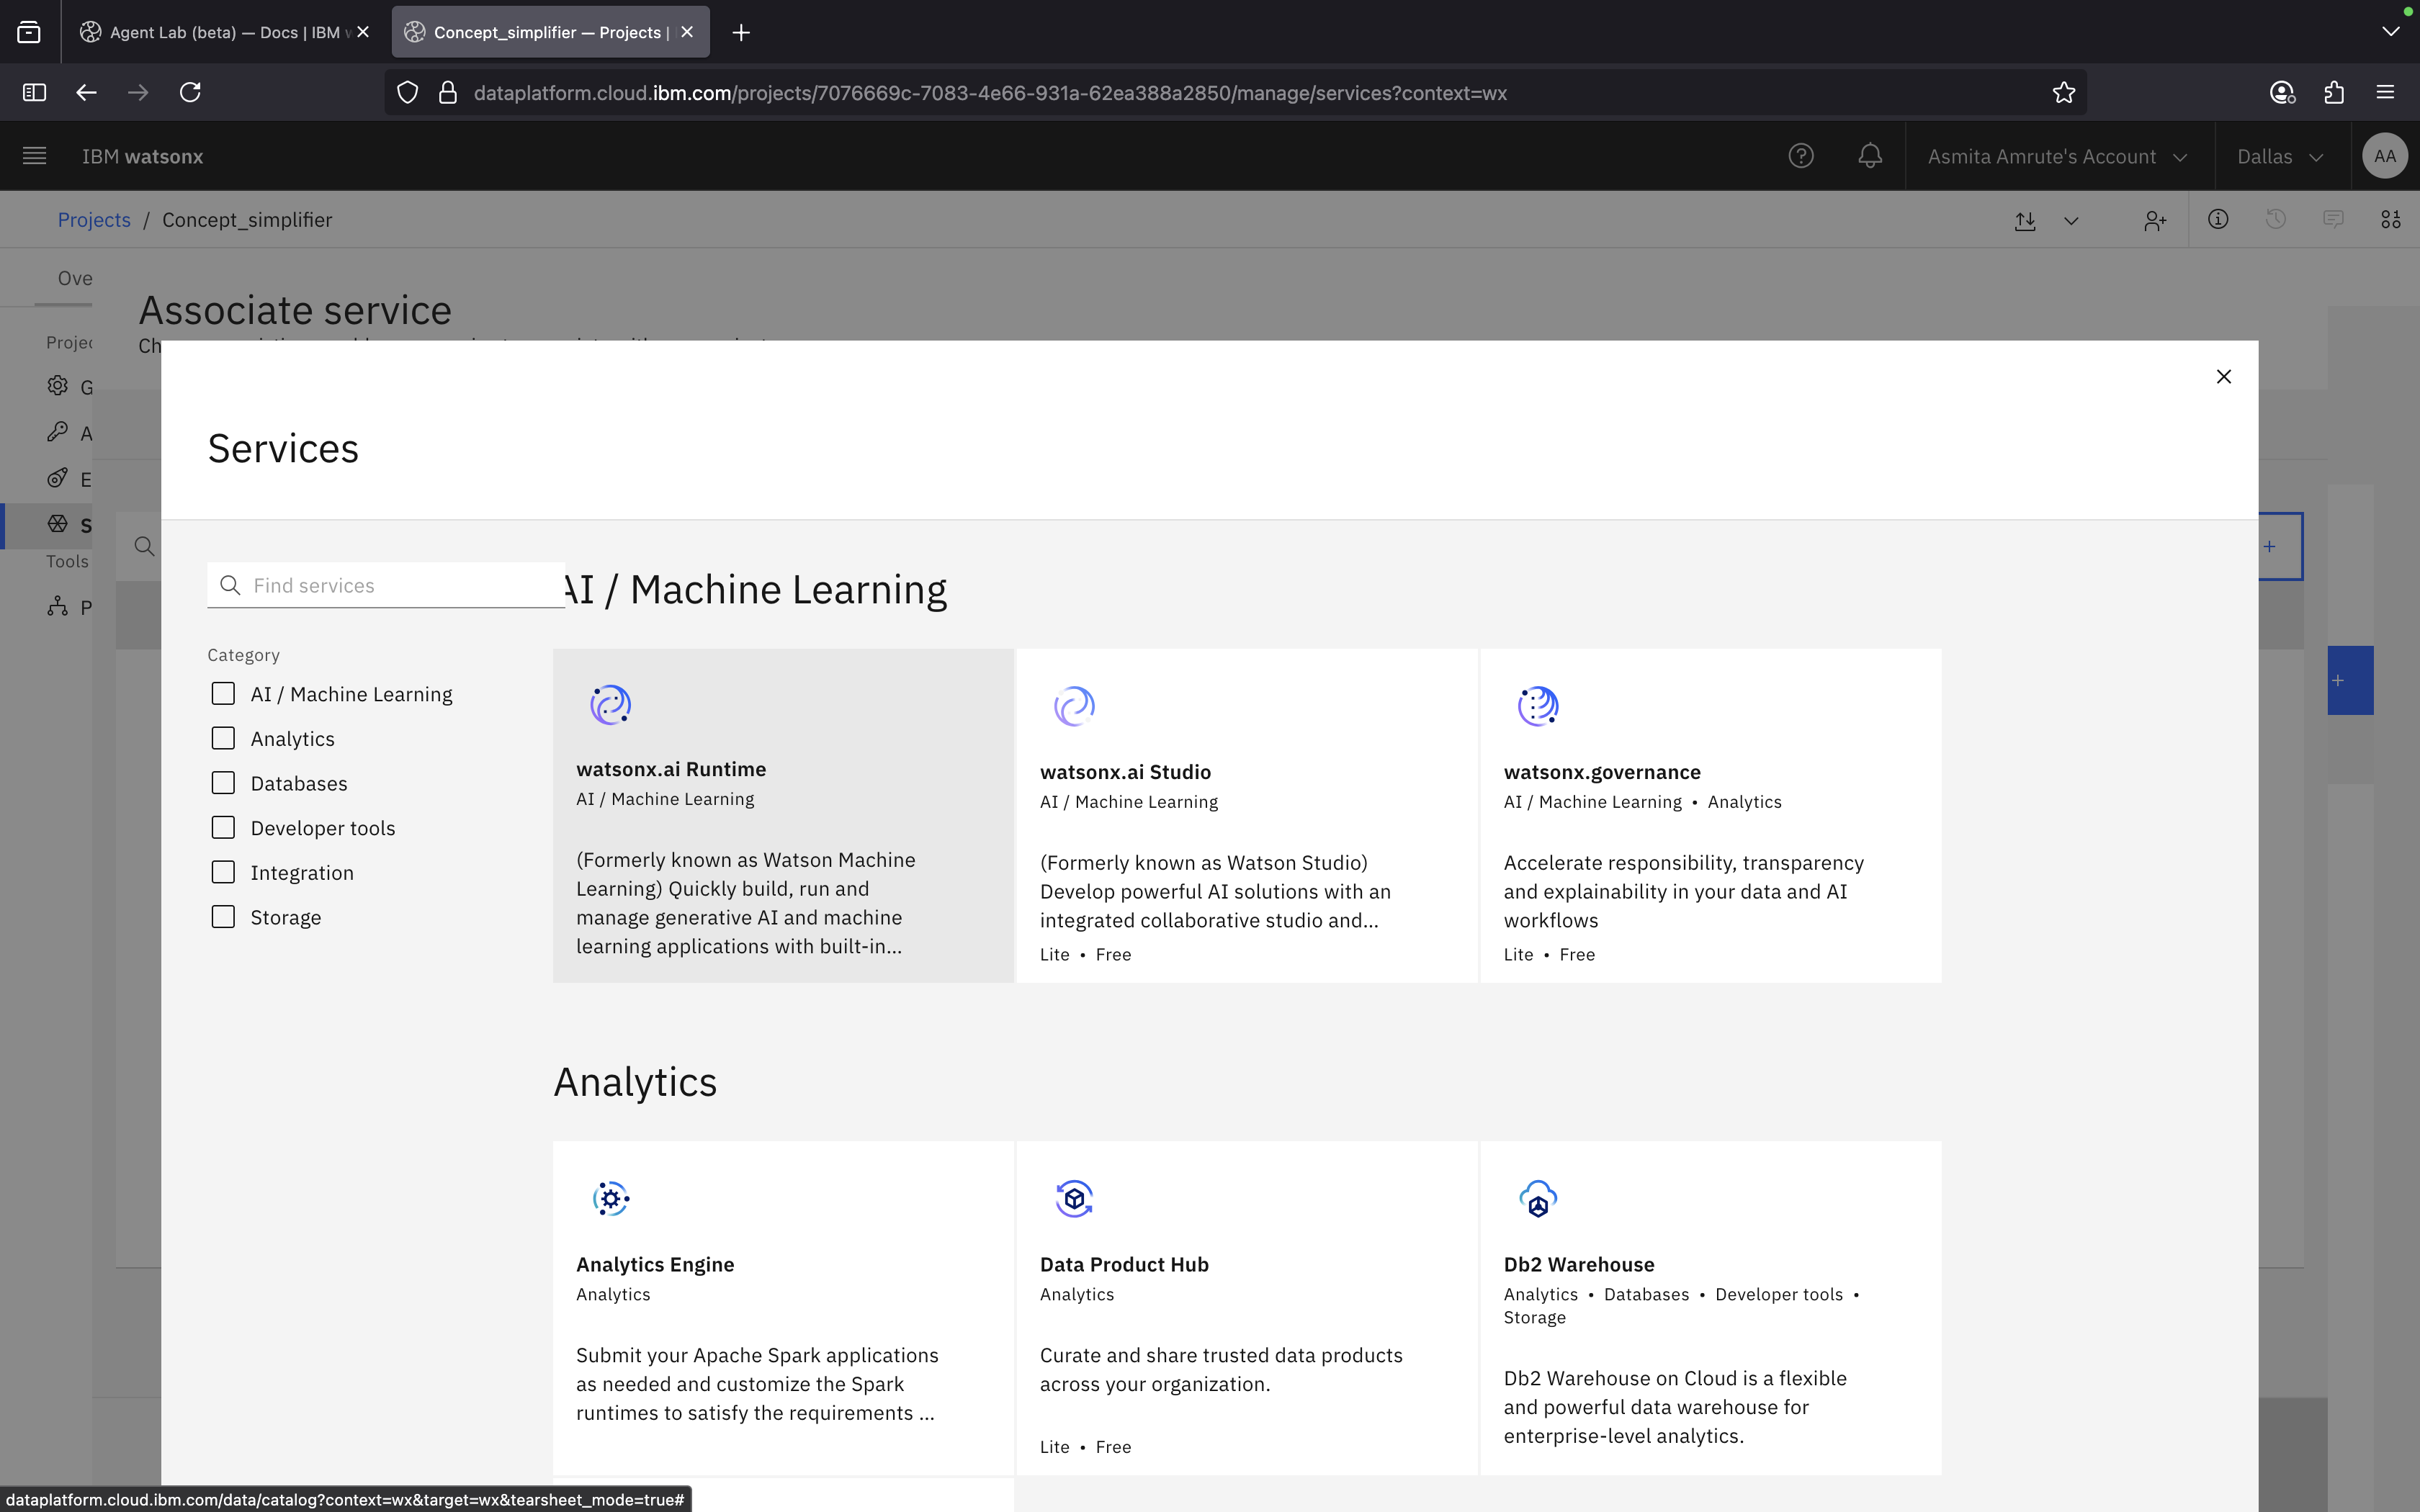 Agent Lab (beta) — Docs | IBM w
Concept_simplifier — Projects |
dataplatform.cloud.ibm.com/projects/7076669c-7083-4e66-931a-62ea388a2850/manage/services?context=wx
IBM watsonx
Asmita Amrute's Account
Dallas
AA
Projects / Concept_simplifier
Ove
Associate service
Projec
Ch
G
A
E
S
Tools
P
Services
Find services
Category
AI / Machine Learning
Analytics
Databases
Developer tools
Integration
Storage
AI / Machine Learning
watsonx.ai Runtime
AI / Machine Learning
(Formerly known as Watson Machine
Learning) Quickly build, run and
manage generative AI and machine
learning applications with built-in...
watsonx.ai Studio
AI / Machine Learning
(Formerly known as Watson Studio)
Develop powerful AI solutions with an
integrated collaborative studio and...
Lite • Free
watsonx.governance
AI / Machine Learning • Analytics
Accelerate responsibility, transparency
and explainability in your data and AI
workflows
Lite • Free
Analytics
Analytics Engine
Analytics
Submit your Apache Spark applications
as needed and customize the Spark
runtimes to satisfy the requirements ...
Data Product Hub
Analytics
Curate and share trusted data products
across your organization.
Lite • Free
Db2 Warehouse
Analytics • Databases • Developer tools •
Storage
Db2 Warehouse on Cloud is a flexible
and powerful data warehouse for
enterprise-level analytics.
dataplatform.cloud.ibm.com/data/catalog?context=wx&target=wx&tearsheet_mode=true#